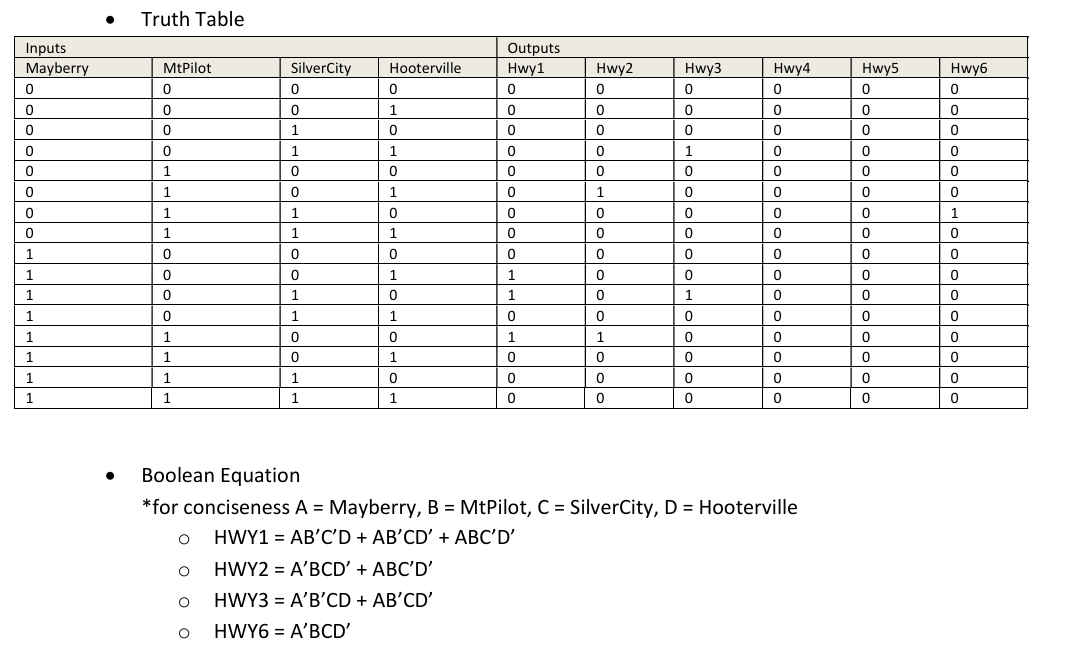 • Truth Table
Inputs Outputs
Mayberry MtPilot SilverCity Hooterville Hwy1 Hwy2 Hwy3 Hwy4 Hwy5 Hwy6
0 0 0 0 0 0 0 0 0 0
0 0 0 1 0 0 0 0 0 0
0 0 1 0 0 0 0 0 0 0
0 0 1 1 0 0 1 0 0 0
0 1 0 0 0 0 0 0 0 0
0 1 0 1 0 1 0 0 0 0
0 1 1 0 0 0 0 0 0 1
0 1 1 1 0 0 0 0 0 0
1 0 0 0 0 0 0 0 0 0
1 0 0 1 1 0 0 0 0 0
1 0 1 0 1 0 1 0 0 0
1 0 1 1 0 0 0 0 0 0
1 1 0 0 1 1 0 0 0 0
1 1 0 1 0 0 0 0 0 0
1 1 1 0 0 0 0 0 0 0
1 1 1 1 0 0 0 0 0 0
• Boolean Equation
*for conciseness A = Mayberry, B = MtPilot, C = SilverCity, D = Hooterville
o HWY1 = AB’C’D + AB’CD’ + ABC’D’
o HWY2 = A’BCD’ + ABC’D’
o HWY3 = A’B’CD + AB’CD’
o HWY6 = A’BCD’